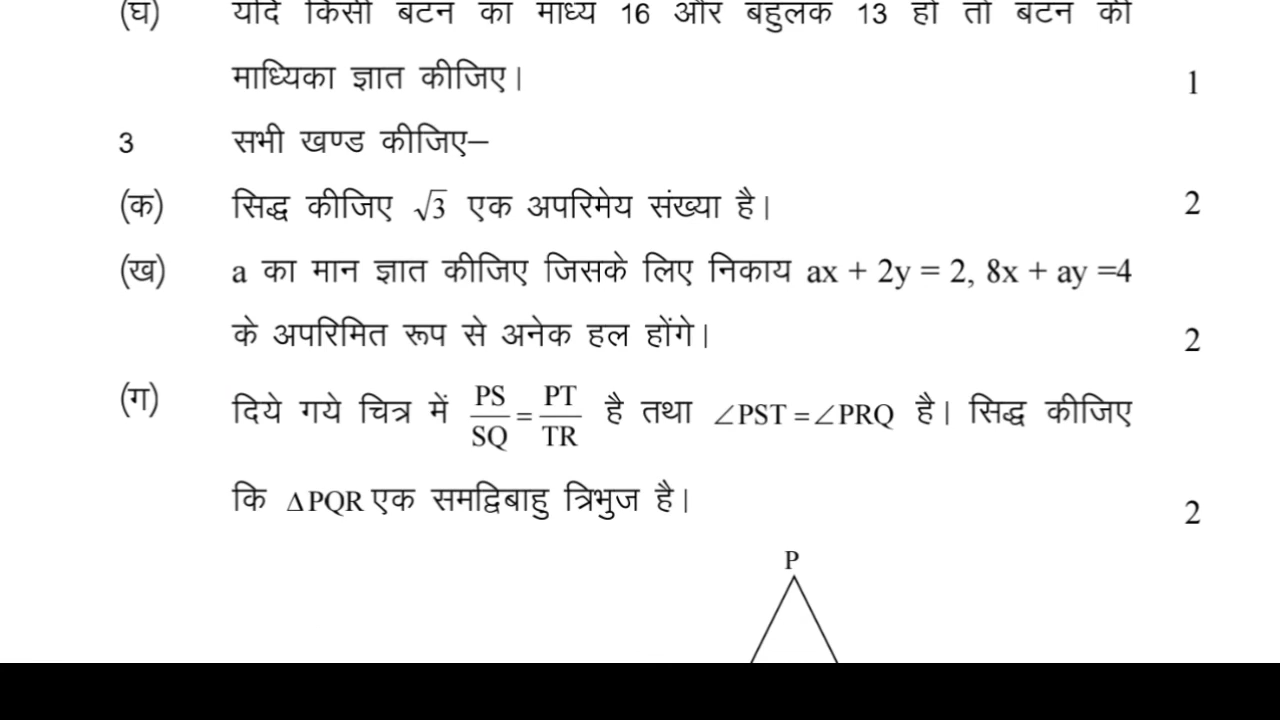 (घ) यदि किसी बंटन का माध्य 16 और बहुलक 13 हो तो बंटन की
माध्यिका ज्ञात कीजिए। 1
3 सभी खण्ड कीजिए–
(क) सिद्ध कीजिए √3 एक अपरिमेय संख्या है। 2
(ख) a का मान ज्ञात कीजिए जिसके लिए निकाय ax + 2y = 2, 8x + ay =4
के अपरिमित रूप से अनेक हल होंगे। 2
(ग) दिये गये चित्र में PS/SQ = PT/TR है तथा ∠PST = ∠PRQ है। सिद्ध कीजिए
कि ΔPQR एक समद्विबाहु त्रिभुज है। 2
P